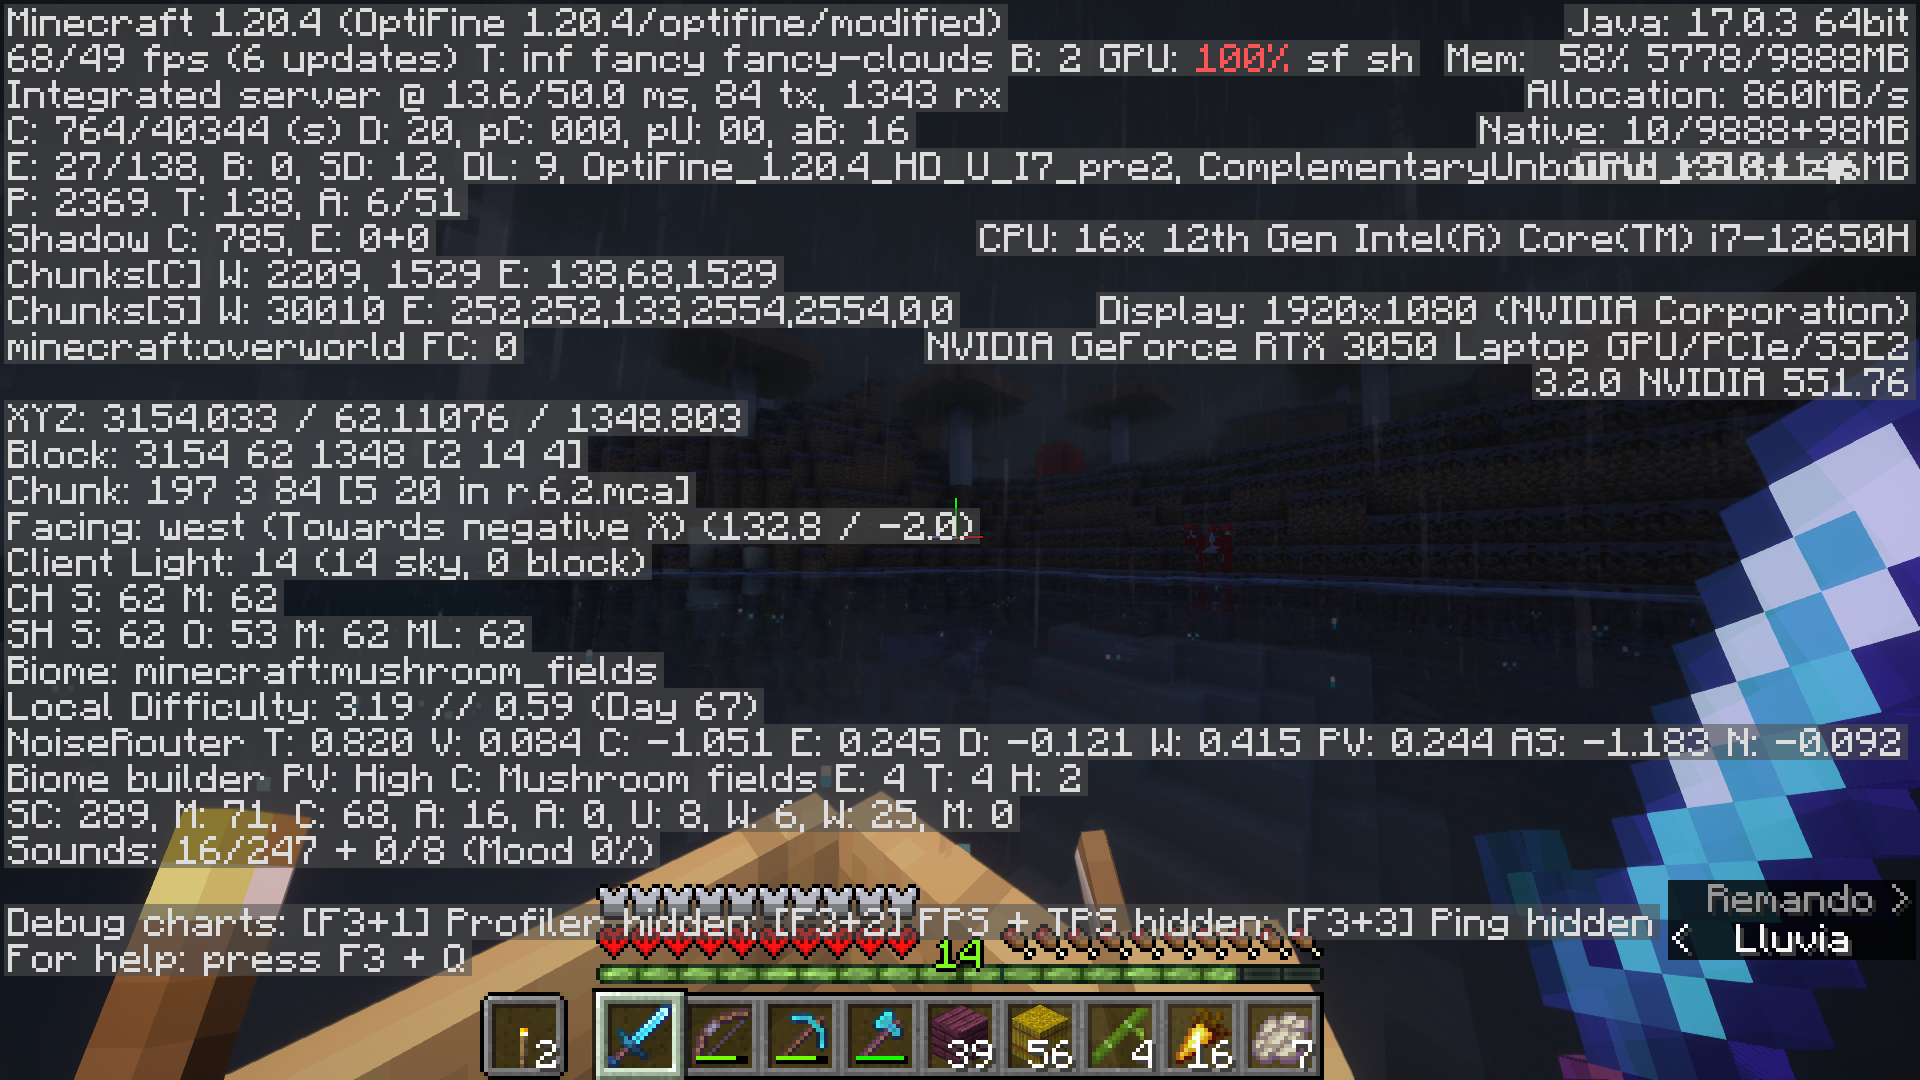 Minecraft 1.20.4 (OptiFine 1.20.4/optifine/modified)
68/49 fps (6 updates) T: inf fancy fancy-clouds B: 2 GPU: 100% sf sh
Integrated server @ 13.6/50.0 ms, 84 tx, 1343 rx
C: 764/40344 (s) D: 20, pC: 000, pU: 00, aB: 16
E: 27/138, B: 0, SD: 12, DL: 9, OptiFine_1.20.4_HD_U_I7_pre2,
P: 2369. T: 138, A: 6/51
Shadow C: 785, E: 0+0
Chunks[C] W: 2209, 1529 E: 138,68,1529
Chunks[S] W: 30010 E: 252,252,133,2554,2554,0,0
minecraft:overworld FC: 0
XYZ: 3154.033 / 62.11076 / 1348.803
Block: 3154 62 1348 [2 14 4]
Chunk: 197 3 84 [5 20 in r.6.2.mca]
Facing: west (Towards negative X) (132.8 / -2.0)
Client Light: 14 (14 sky, 0 block)
CH S: 62 M: 62
SH S: 62 O: 53 M: 62 ML: 62
Biome: minecraft:mushroom_fields
Local Difficulty: 3.19 // 0.59 (Day 67)
NoiseRouter T: 0.820 V: 0.084 C: -1.051 E: 0.245 D: -0.121 W: 0.415 PV: 0.244 AS: -1.183 N: -0.092
Biome builder PV: High C: Mushroom fields E: 4 T: 4 H: 2
SC: 289, M: 71, C: 68, A: 16, A: 0, U: 8, W: 6, W: 25, M: 0
Sounds: 16/247 + 0/8 (Mood 0%)
Debug charts: [F3+1] Profiler hidden; [F3+2] FPS + TPS hidden; [F3+3] Ping hidden
For help: press F3 + Q
Java: 17.0.3 64bit
Mem: 58% 5778/9888MB
Allocation: 860MB/s
Native: 10/9888+98MB
CPU: 16x 12th Gen Intel(R) Core(TM) i7-12650H
Display: 1920x1080 (NVIDIA Corporation)
NVIDIA GeForce RTX 3050 Laptop GPU/PCIe/SSE2
3.2.0 NVIDIA 551.76
Remando >
< Lluvia
14
2
39
56
4
16
7